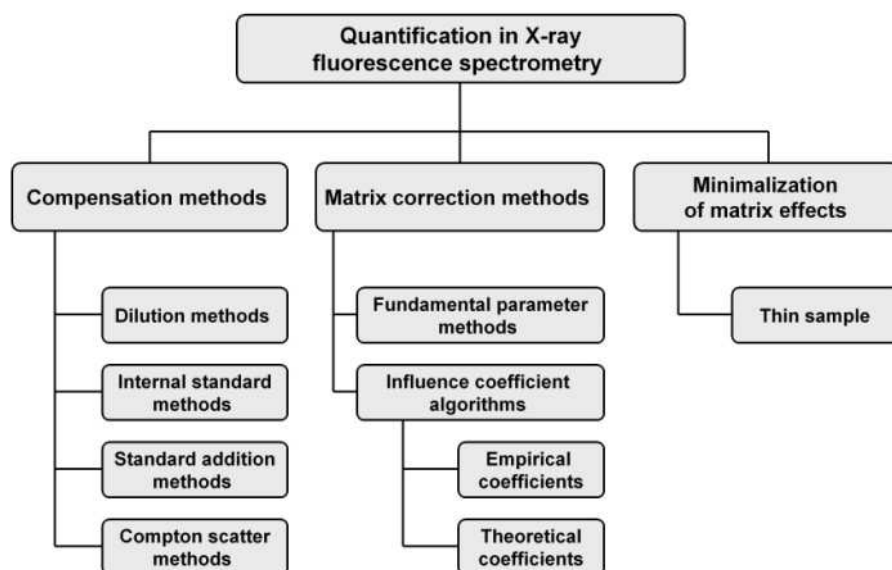 Quantification in X-ray
fluorescence spectrometry
Compensation methods
Matrix correction methods
Minimalization
of matrix effects
Dilution methods
Internal standard
methods
Standard addition
methods
Compton scatter
methods
Fundamental parameter
methods
Influence coefficient
algorithms
Empirical
coefficients
Theoretical
coefficients
Thin sample